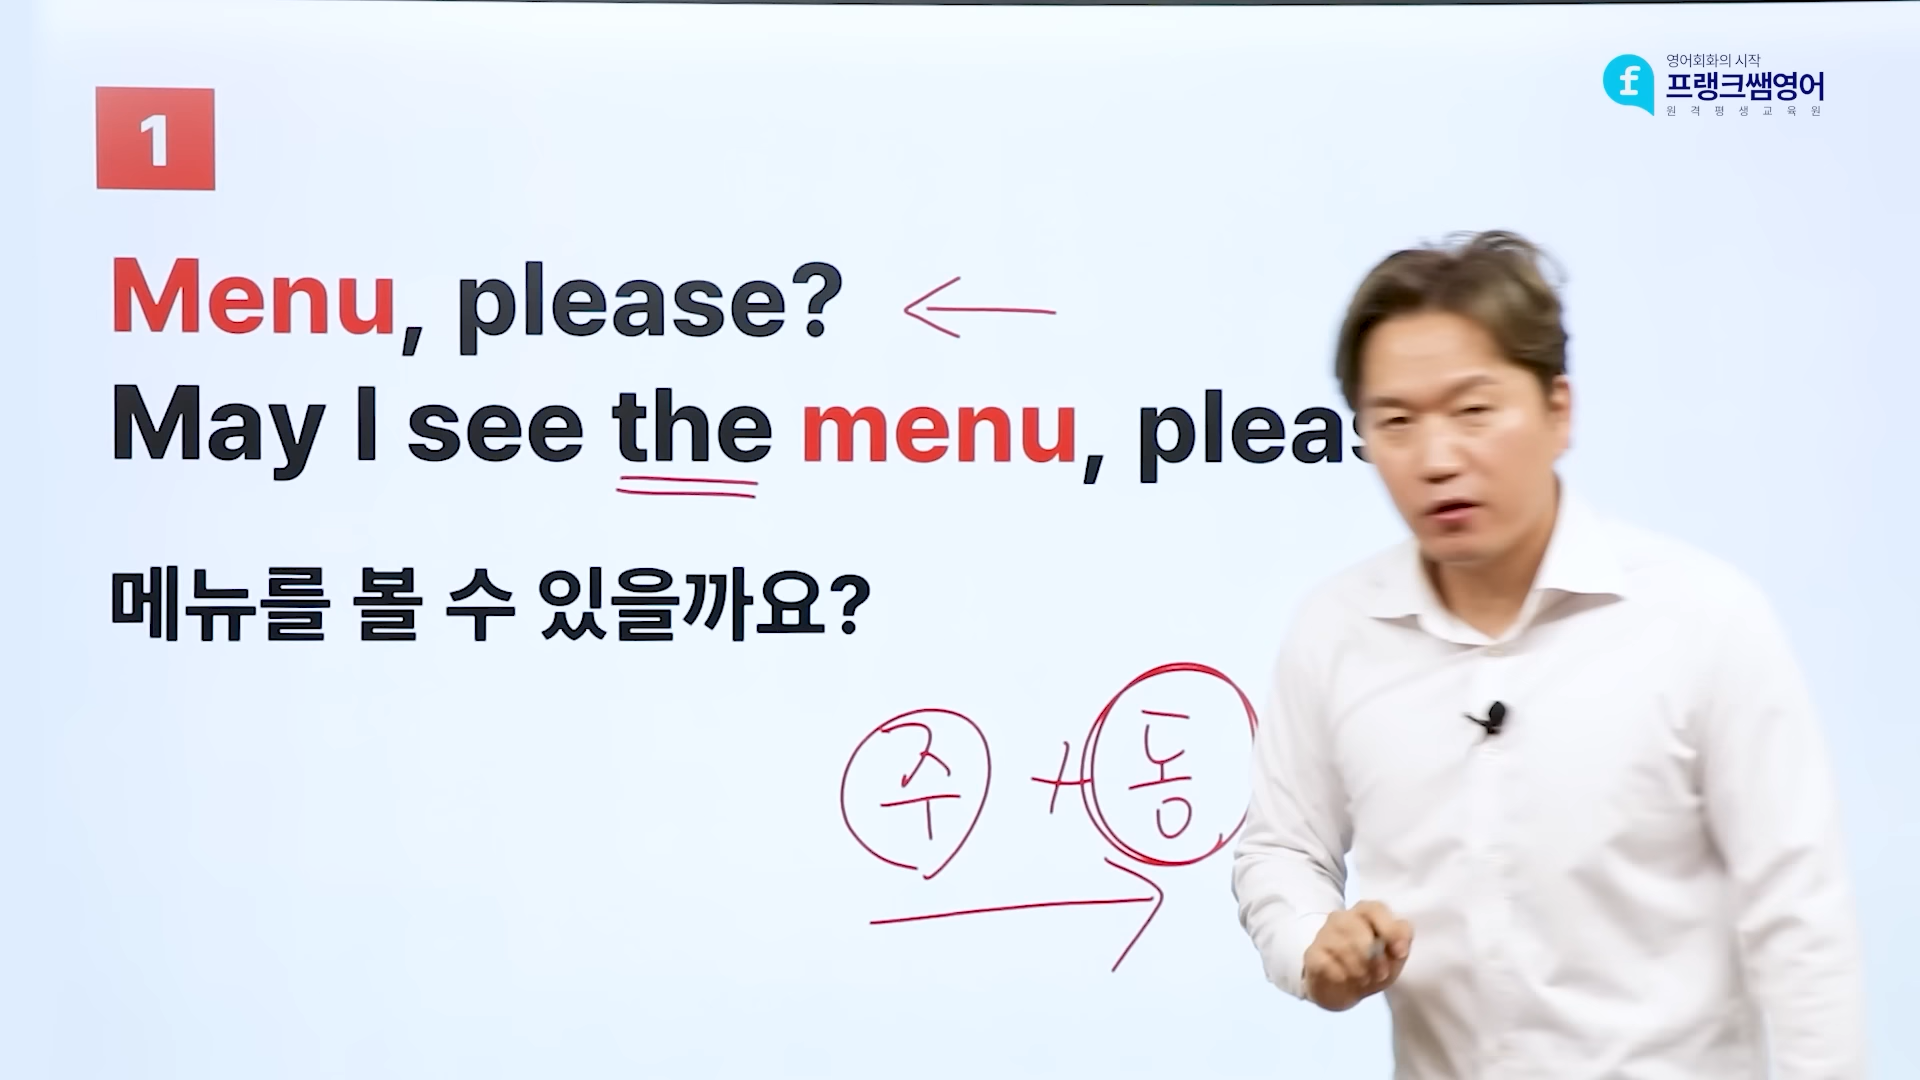 영어회화의 시작
프랭크쌤영어
원격평생교육원
1
Menu, please?
May I see the menu,
메뉴를 볼 수 있을까요?
주 + 동